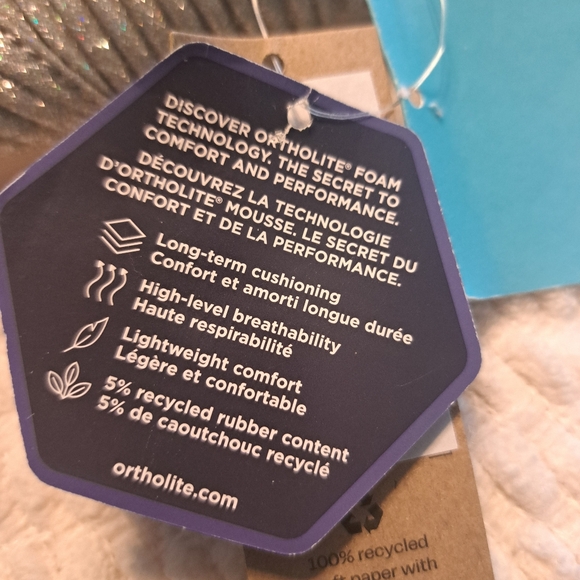 DISCOVER ORTHOLITE® FOAM
TECHNOLOGY. THE SECRET TO
COMFORT AND PERFORMANCE.
DÉCOUVREZ LA TECHNOLOGIE
D'ORTHOLITE® MOUSSE. LE SECRET DU
CONFORT ET DE LA PERFORMANCE.
Long-term cushioning
Confort et amorti longue durée
High-level breathability
Haute respirabilité
Lightweight comfort
Légère et confortable
5% recycled rubber content
5% de caoutchouc recyclé
ortholite.com
100% recycled
paper with